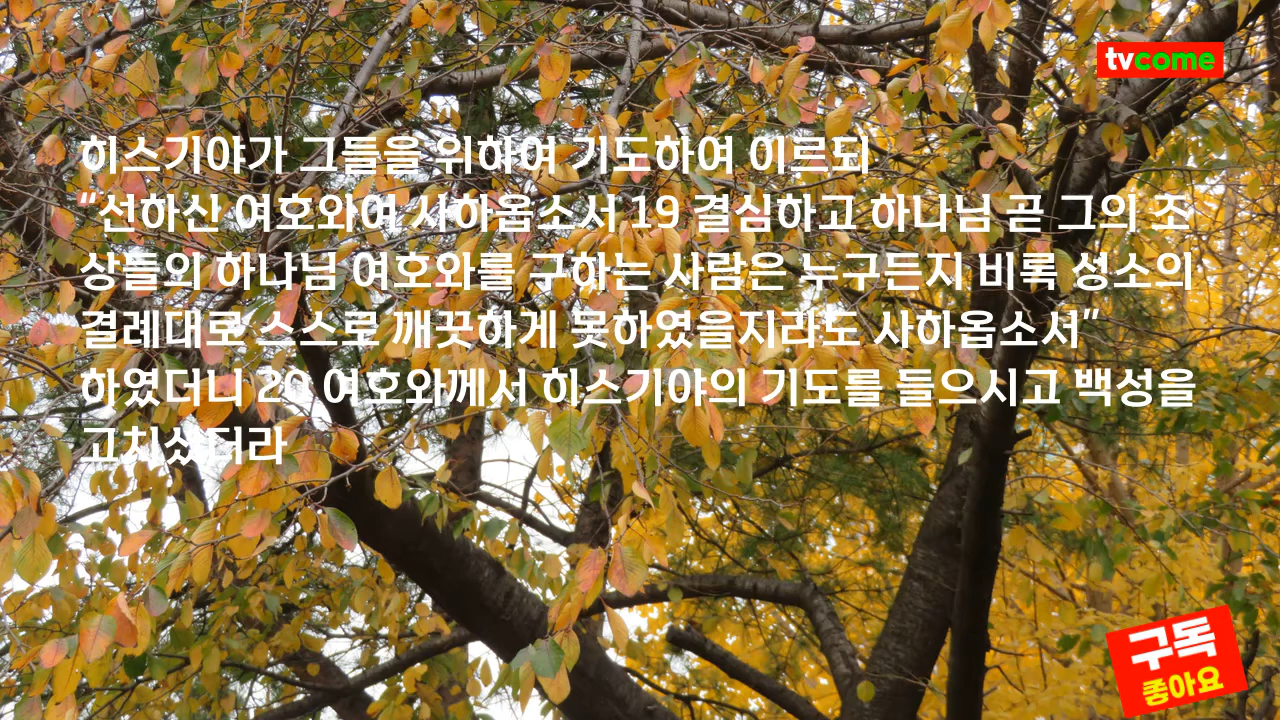 tvcome
히스기야가 그들을 위하여 기도하여 이르되
“선하신 여호와여 사하옵소서 19 결심하고 하나님 곧 그의 조
상들의 하나님 여호와를 구하는 사람은 누구든지 비록 성소의
결례대로 스스로 깨끗하게 못하였을지라도 사하옵소서”
하였더니 20 여호와께서 히스기야의 기도를 들으시고 백성을
고치셨더라
구독
좋아요